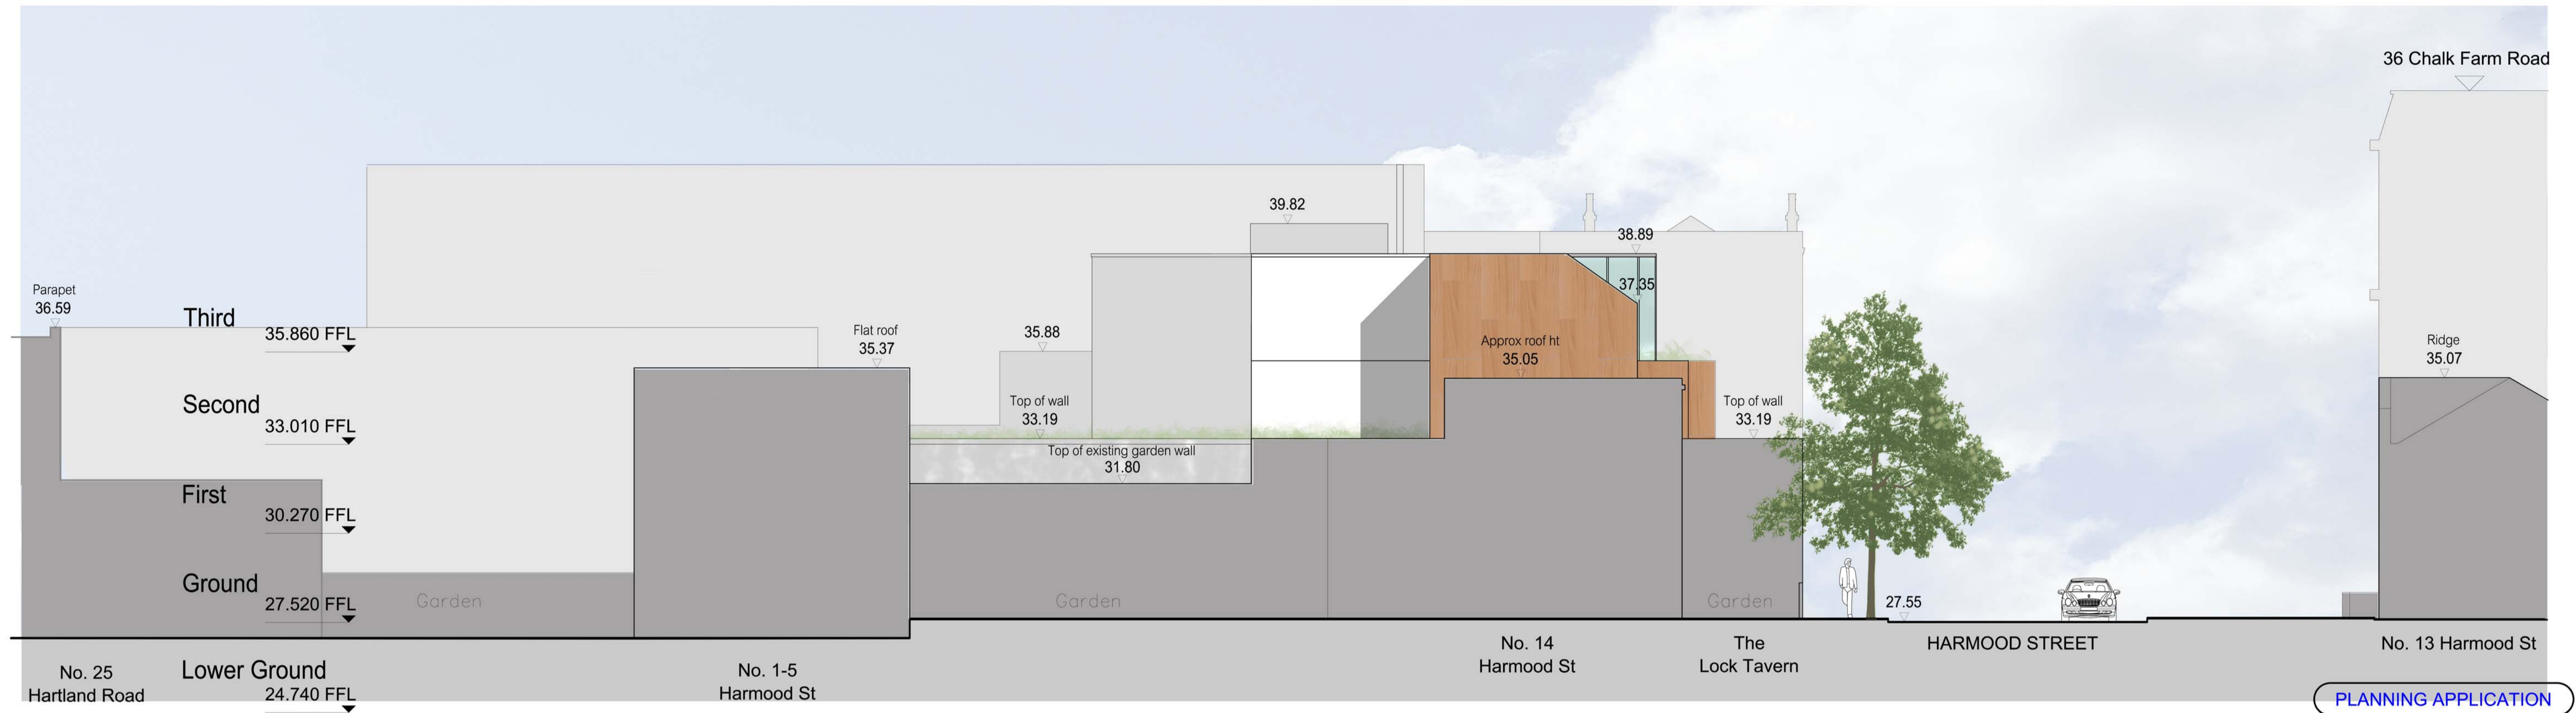 36 Chalk Farm Road
39.82
38.89
37.35
Parapet
36.59
Third
35.860 FFL
Flat roof
35.37
35.88
Approx roof ht
35.05
Ridge
35.07
Second
33.010 FFL
Top of wall
33.19
Top of wall
33.19
Top of existing garden wall
31.80
First
30.270 FFL
Ground
27.520 FFL
Garden
Garden
Garden
27.55
No. 25
Hartland Road
Lower Ground
24.740 FFL
No. 1-5
Harmood St
No. 14
Harmood St
The
Lock Tavern
HARMOOD STREET
No. 13 Harmood St
PLANNING APPLICATION